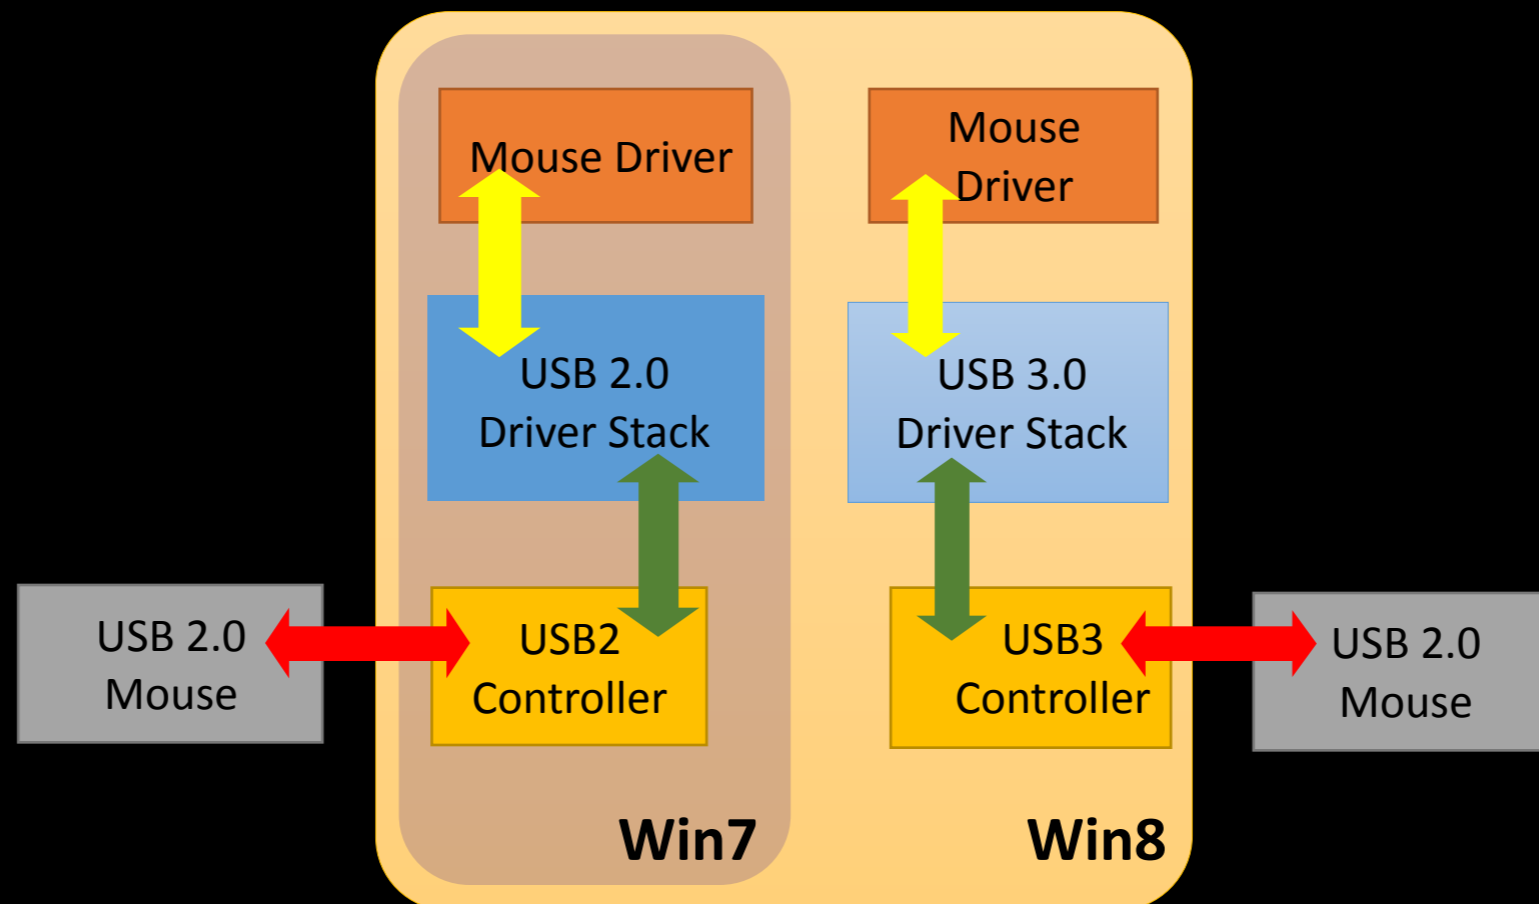 Mouse Driver
Mouse
Driver
USB 2.0
Driver Stack
USB 3.0
Driver Stack
USB 2.0
Mouse
USB2
Controller
USB3
Controller
USB 2.0
Mouse
Win7
Win8